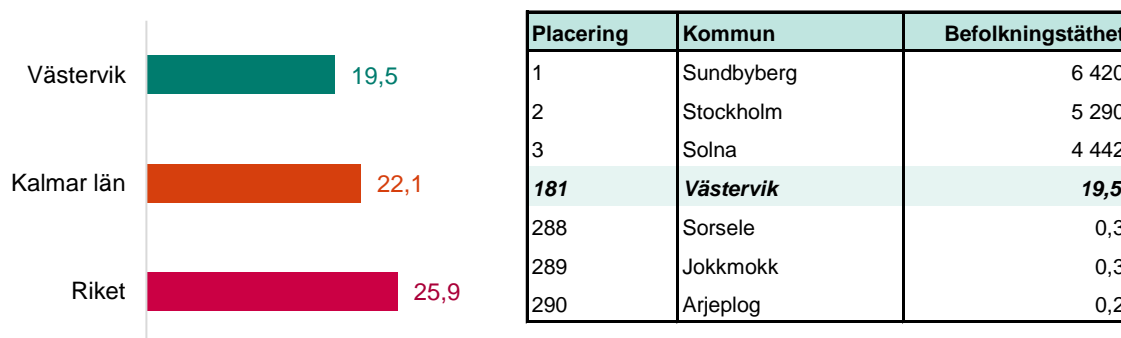 Västervik 19,5
Kalmar län 22,1
Riket 25,9
Placering Kommun Befolkningstäthet
1 Sundbyberg 6 420
2 Stockholm 5 290
3 Solna 4 442
181 Västervik 19,5
288 Sorsele 0,3
289 Jokkmokk 0,3
290 Arjeplog 0,2